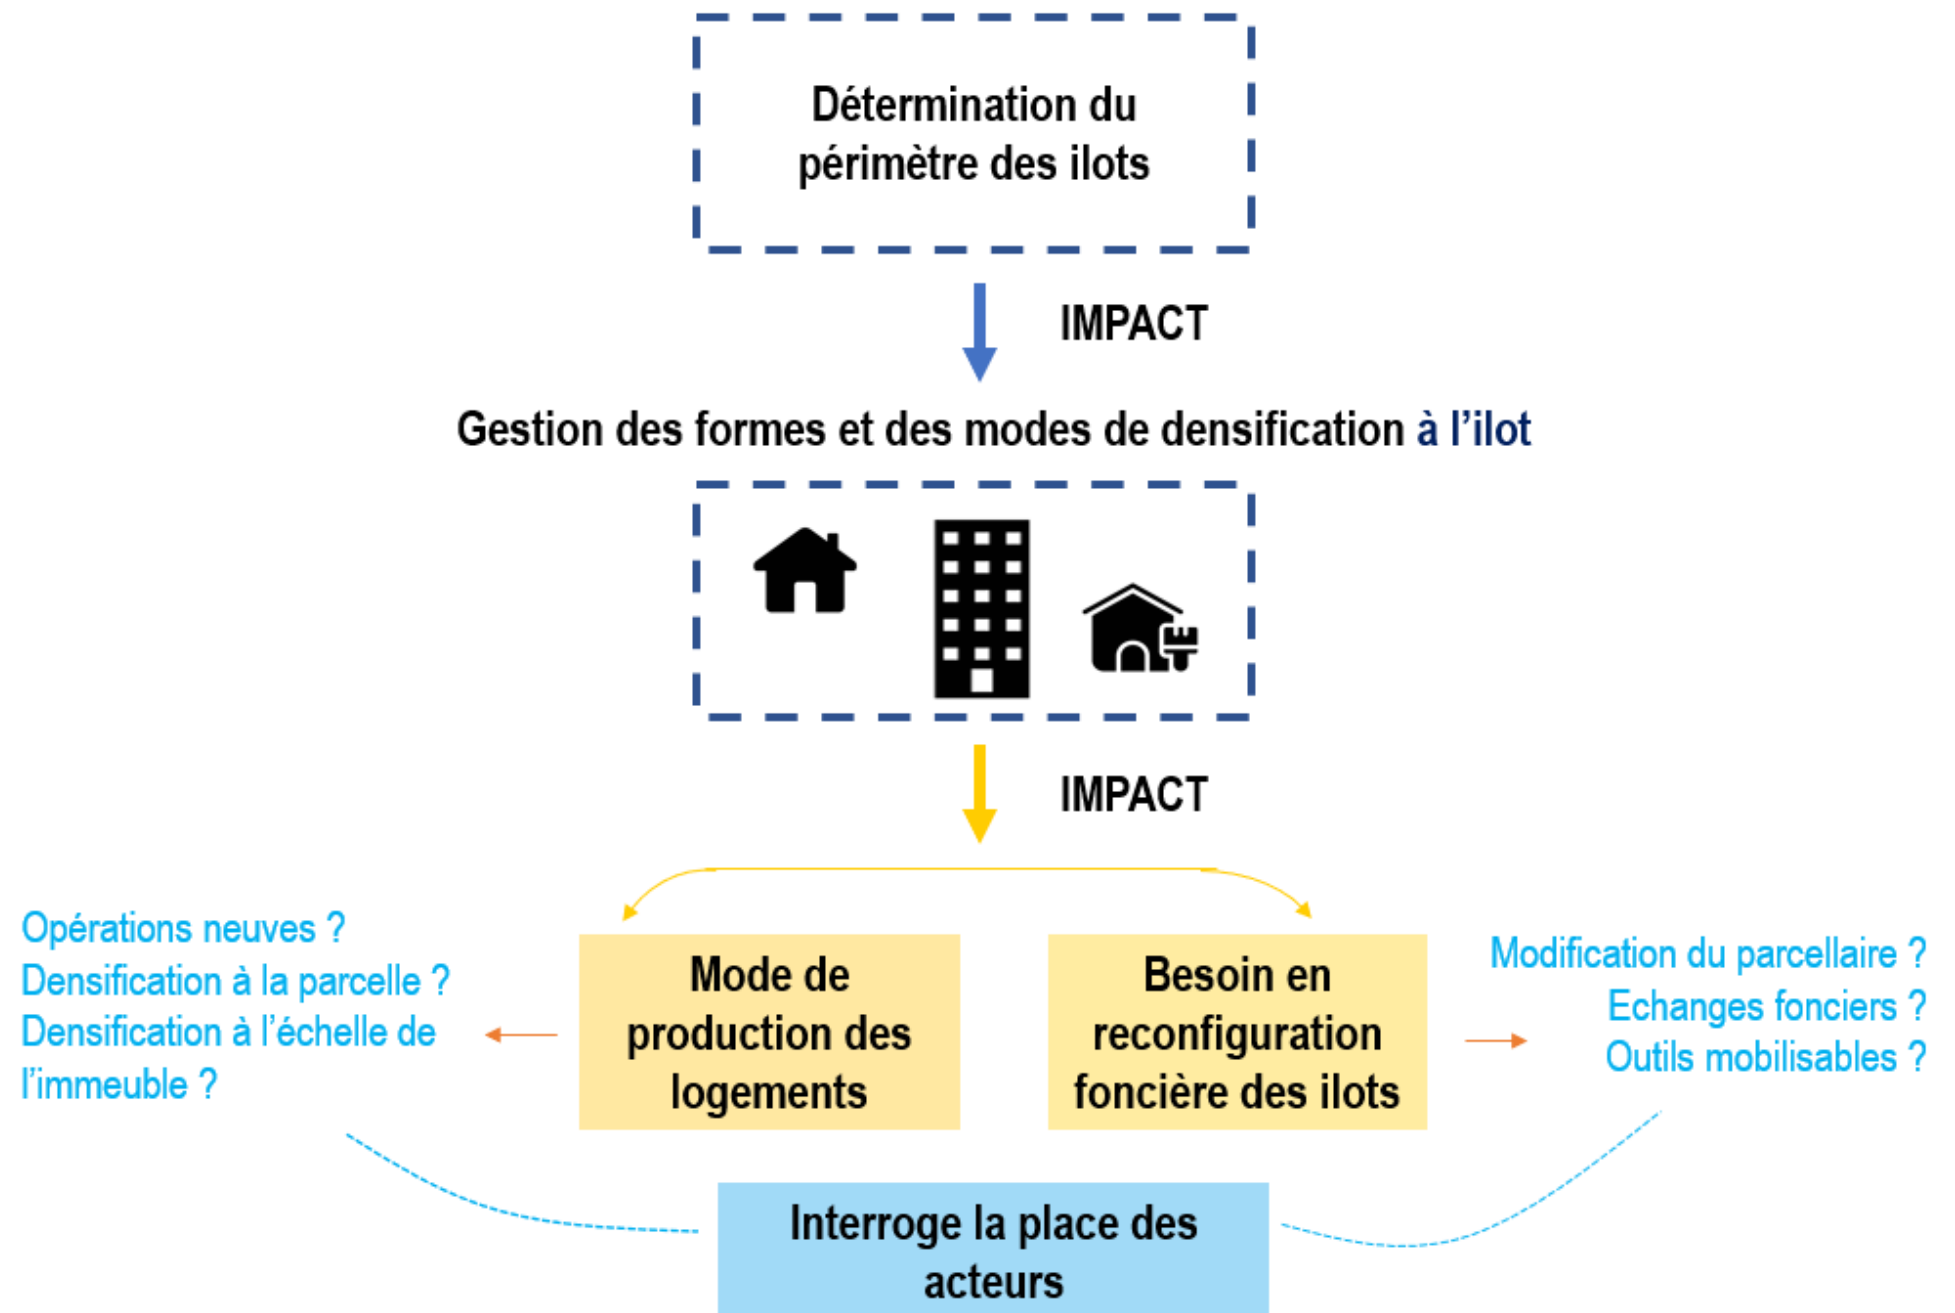 Détermination du
périmètre des ilots
IMPACT
Gestion des formes et des modes de densification à l'ilot
IMPACT
Opérations neuves ?
Densification à la parcelle ?
Densification à l'échelle de
l'immeuble ?
Mode de
production des
logements
Besoin en
reconfiguration
foncière des ilots
Modification du parcellaire ?
Echanges fonciers ?
Outils mobilisables ?
Interroge la place des
acteurs